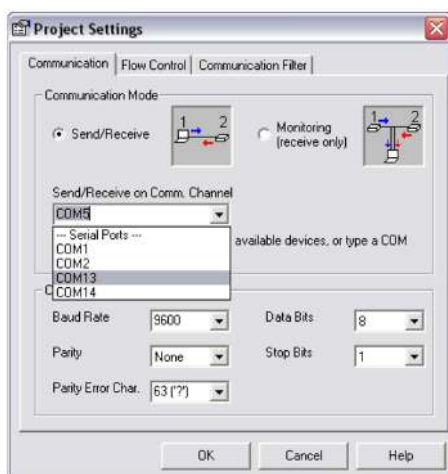 Project Settings
Communication Flow Control Communication Filter
Communication Mode
Send/Receive
1 2
Monitoring
(receive only)
1 2
Send/Receive on Comm. Channel
COM5
--- Serial Ports ---
COM1
COM2
COM13
COM14
available devices, or type a COM
C
Baud Rate 9600 Data Bits 8
Parity None Stop Bits 1
Parity Error Char. 63 ('?')
OK Cancel Help